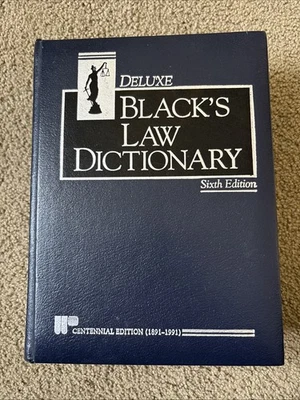 DELUXE
BLACK'S
LAW
DICTIONARY
Sixth Edition
CENTENNIAL EDITION (1891-1991)